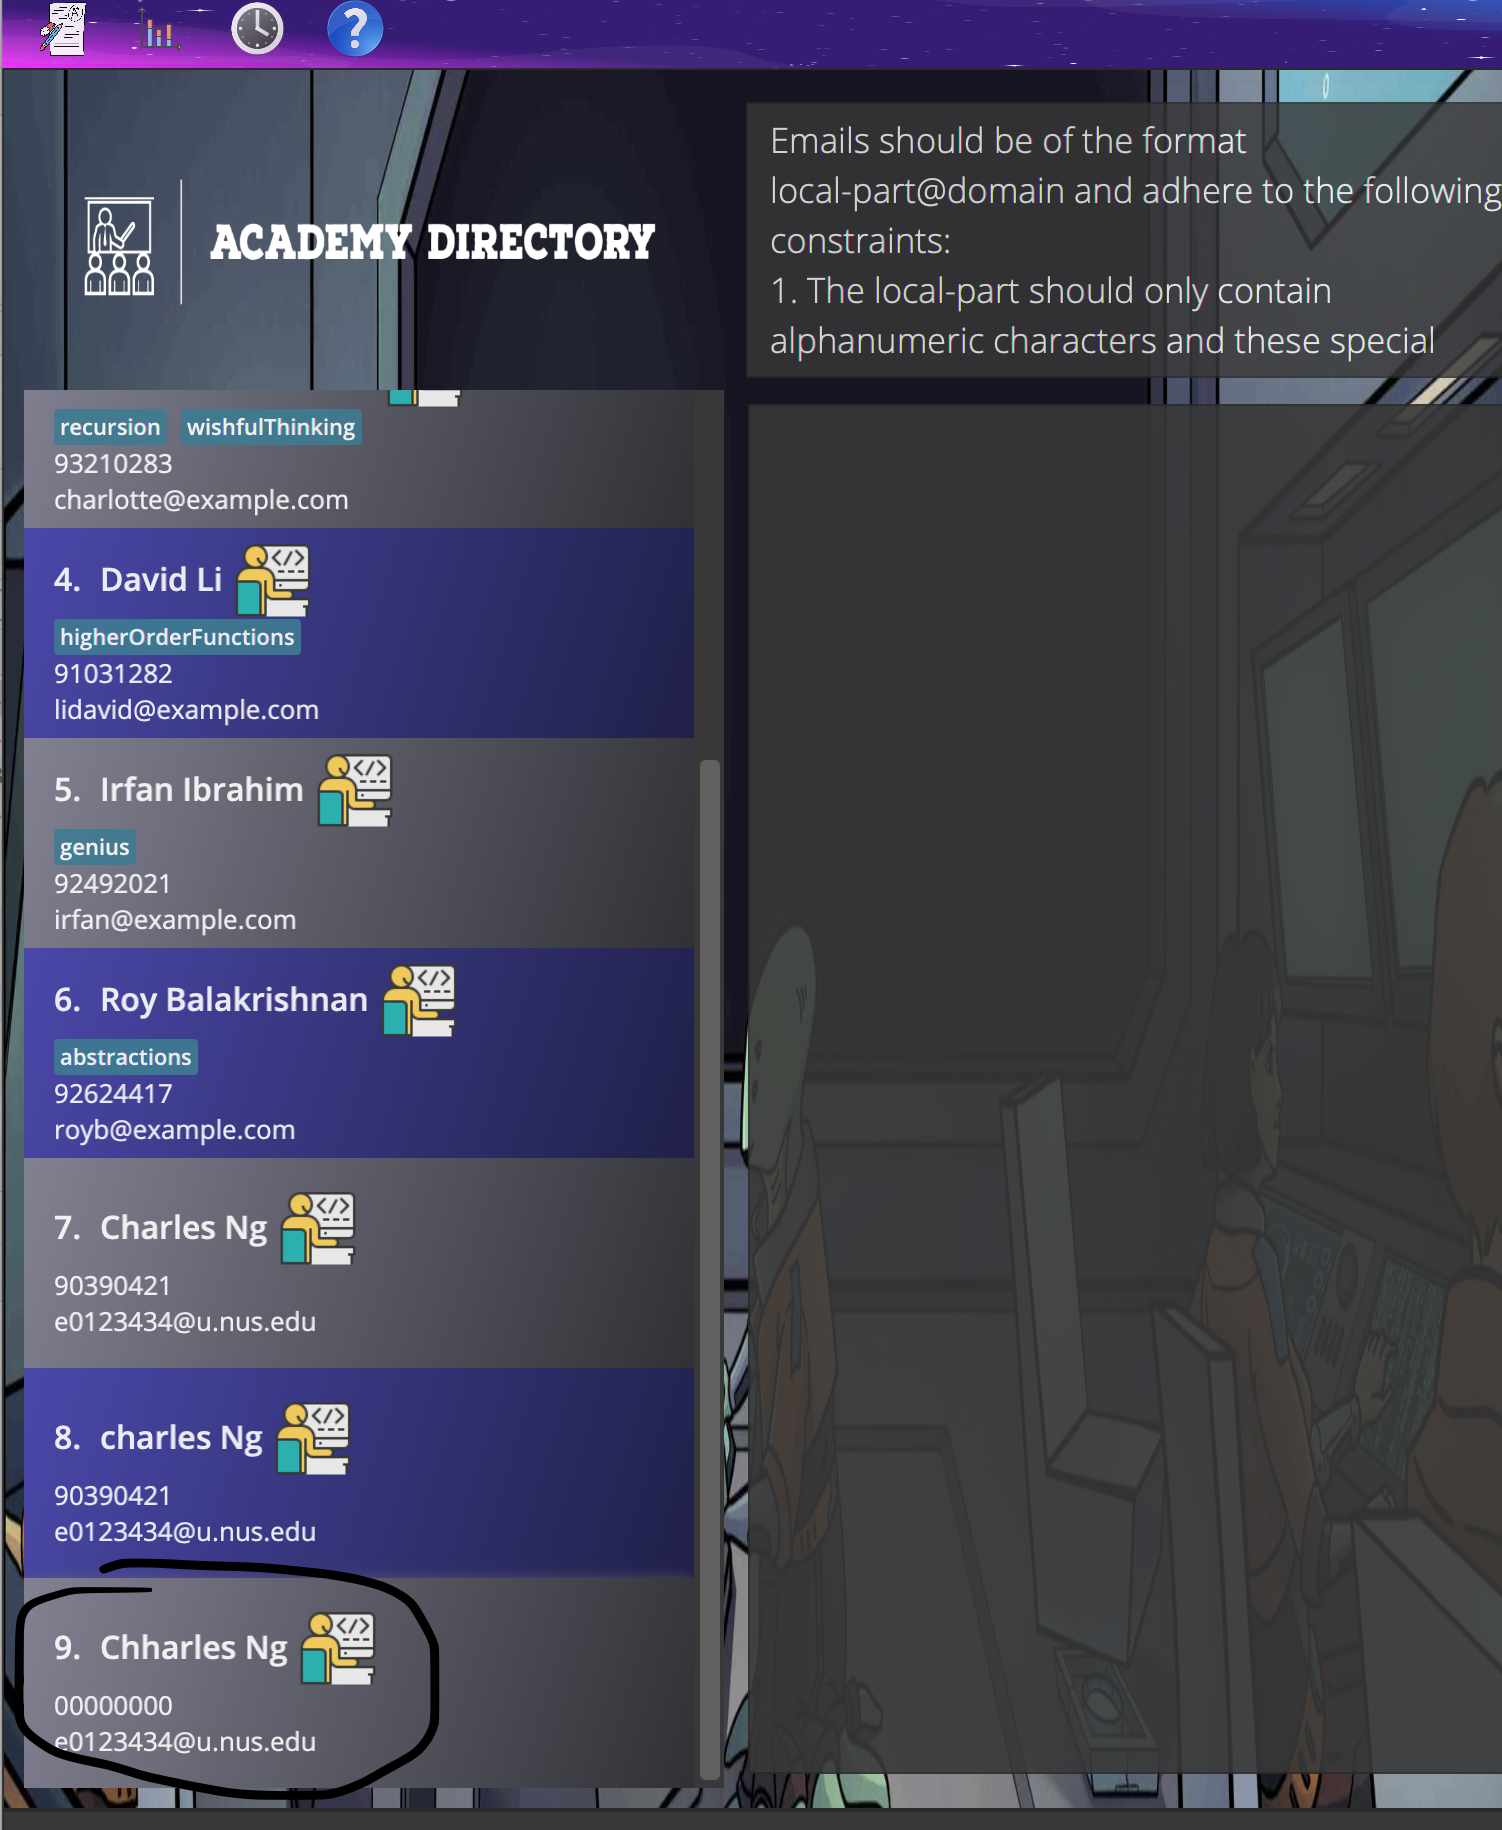 ACADEMY DIRECTORY
Emails should be of the format
local-part@domain and adhere to the following
constraints:
1. The local-part should only contain
alphanumeric characters and these special
recursion wishfulThinking
93210283
charlotte@example.com
4. David Li
higherOrderFunctions
91031282
lidavid@example.com
5. Irfan Ibrahim
genius
92492021
irfan@example.com
6. Roy Balakrishnan
abstractions
92624417
royb@example.com
7. Charles Ng
90390421
e0123434@u.nus.edu
8. charles Ng
90390421
e0123434@u.nus.edu
9. Chharles Ng
00000000
e0123434@u.nus.edu